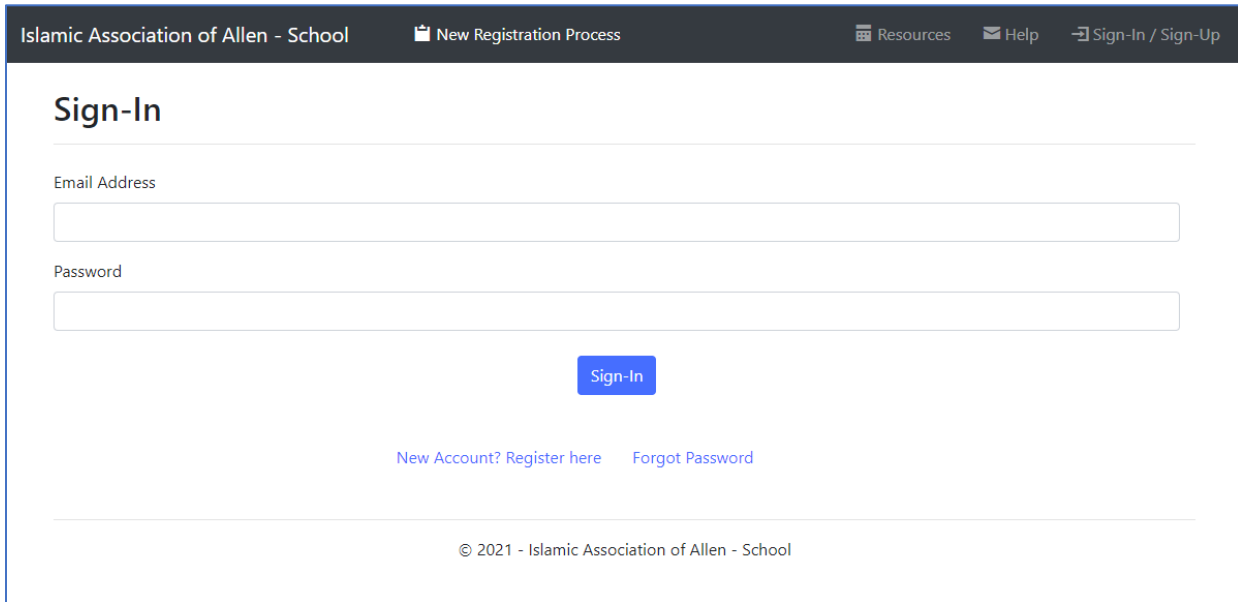 Islamic Association of Allen - School New Registration Process Resources Help Sign-In / Sign-Up
Sign-In
Email Address
Password
Sign-In
New Account? Register here Forgot Password
© 2021 - Islamic Association of Allen - School